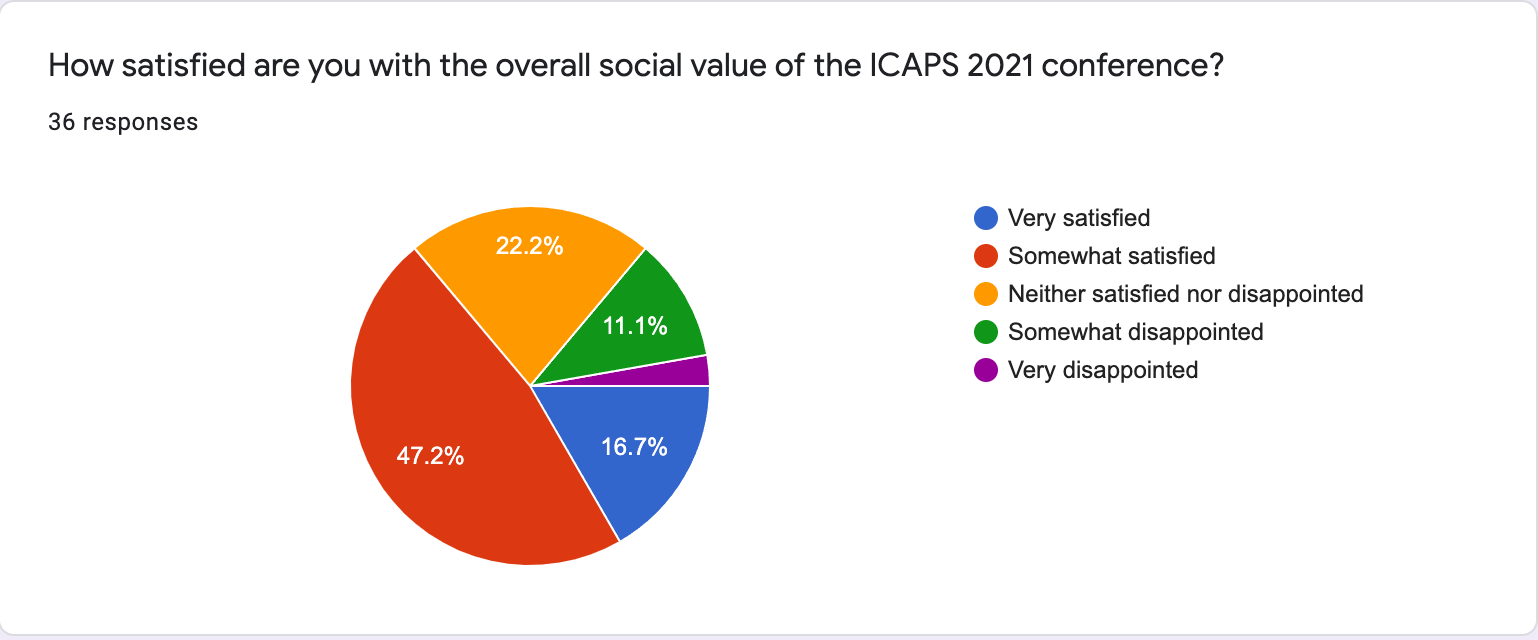 How satisfied are you with the overall social value of the ICAPS 2021 conference?
36 responses
22.2%
11.1%
16.7%
47.2%
Very satisfied
Somewhat satisfied
Neither satisfied nor disappointed
Somewhat disappointed
Very disappointed